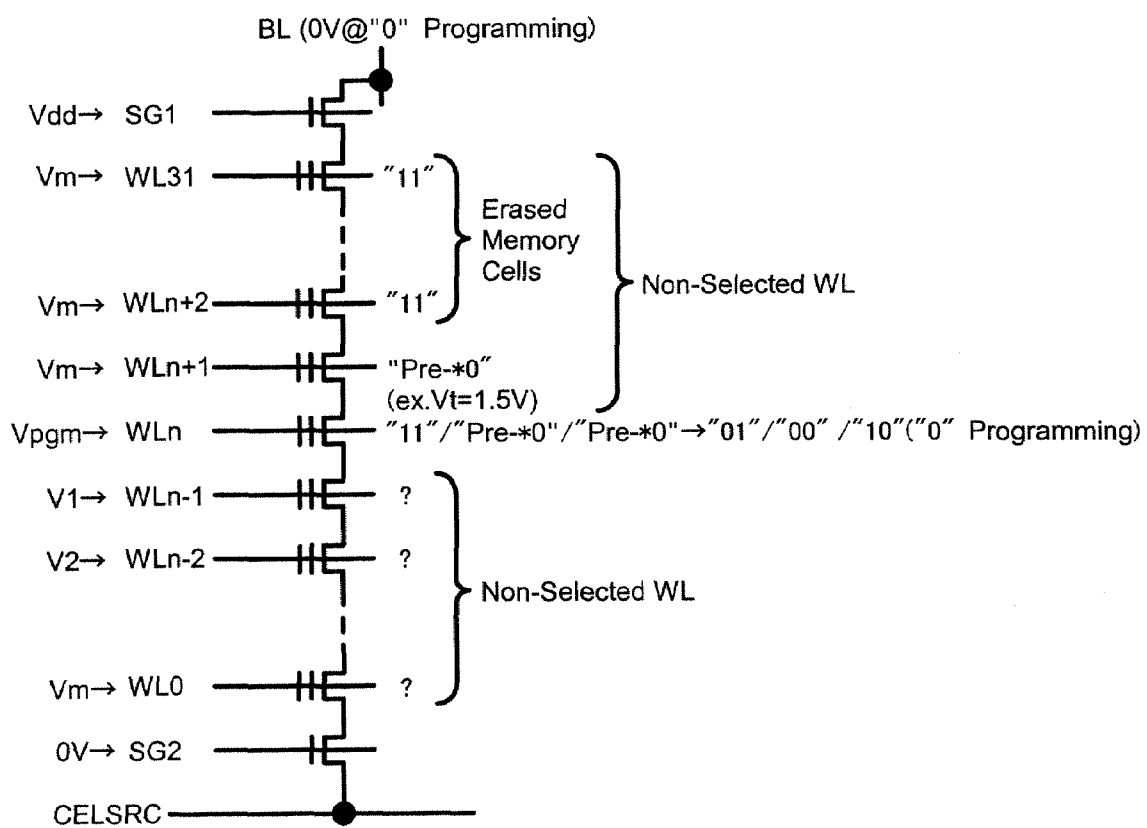 BL (0V@"0" Programming)
Vdd→ SG1
Vm→ WL31 "11"
Erased
Memory
Cells
Non-Selected WL
Vm→ WLn+2 "11"
Vm→ WLn+1 "Pre-*0"
(ex.Vt=1.5V)
Vpgm→ WLn "11"/"Pre-*0"/"Pre-*0"→"01"/"00" /"10"("0" Programming)
V1→ WLn-1 ?
V2→ WLn-2 ?
Non-Selected WL
Vm→ WL0 ?
0V→ SG2
CELSRC